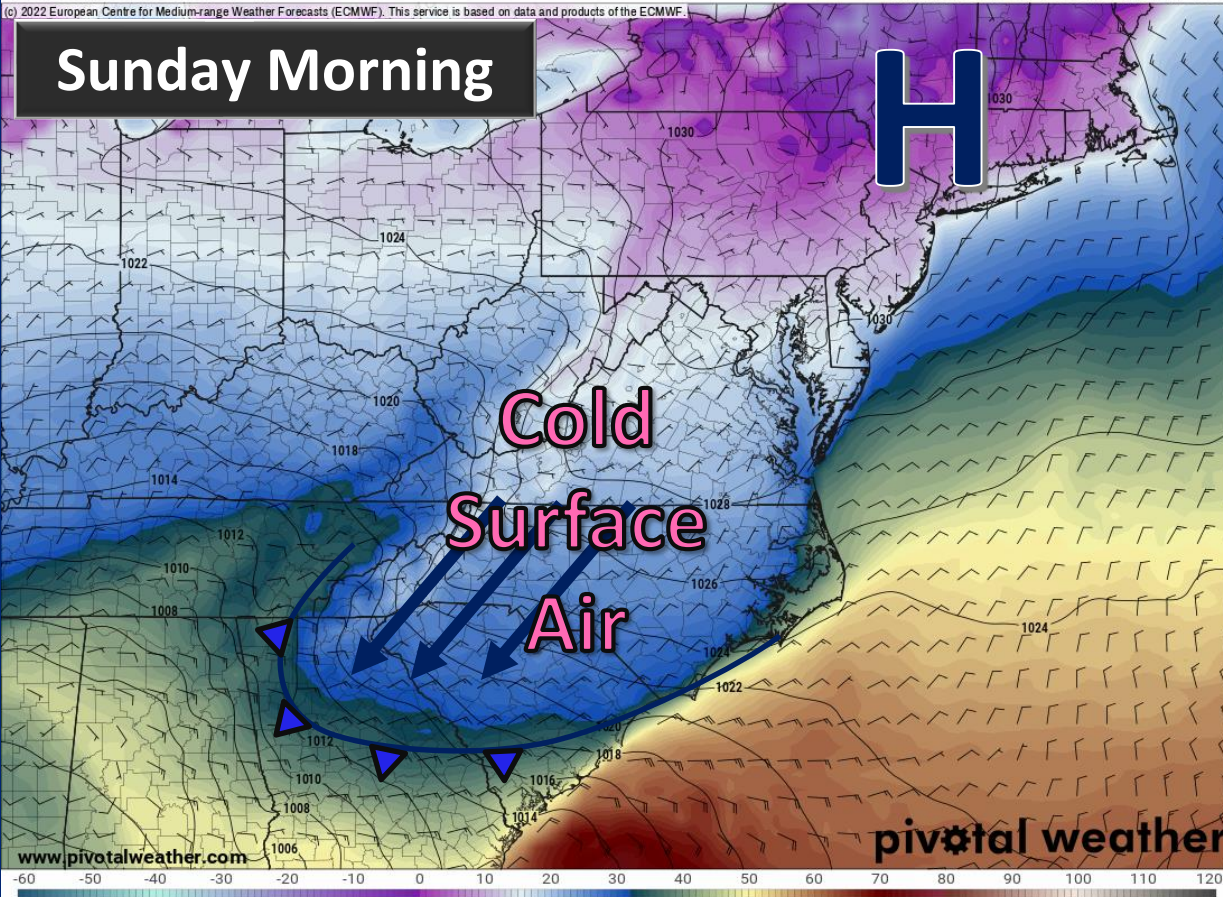 (c) 2022 European Centre for Medium-range Weather Forecasts (ECMWF). This service is based on data and products of the ECMWF.
Sunday Morning
H
1030
1030
1024
1022
1030
1020
Cold
1018
1014
1028
Surface
1012
1010
1026
1008
Air
1024
1024
1022
1020
1012
1018
1010
1016
1008
1014
1006
pivotal weather
www.pivotalweather.com
-60 -50 -40 -30 -20 -10 0 10 20 30 40 50 60 70 80 90 100 110 120